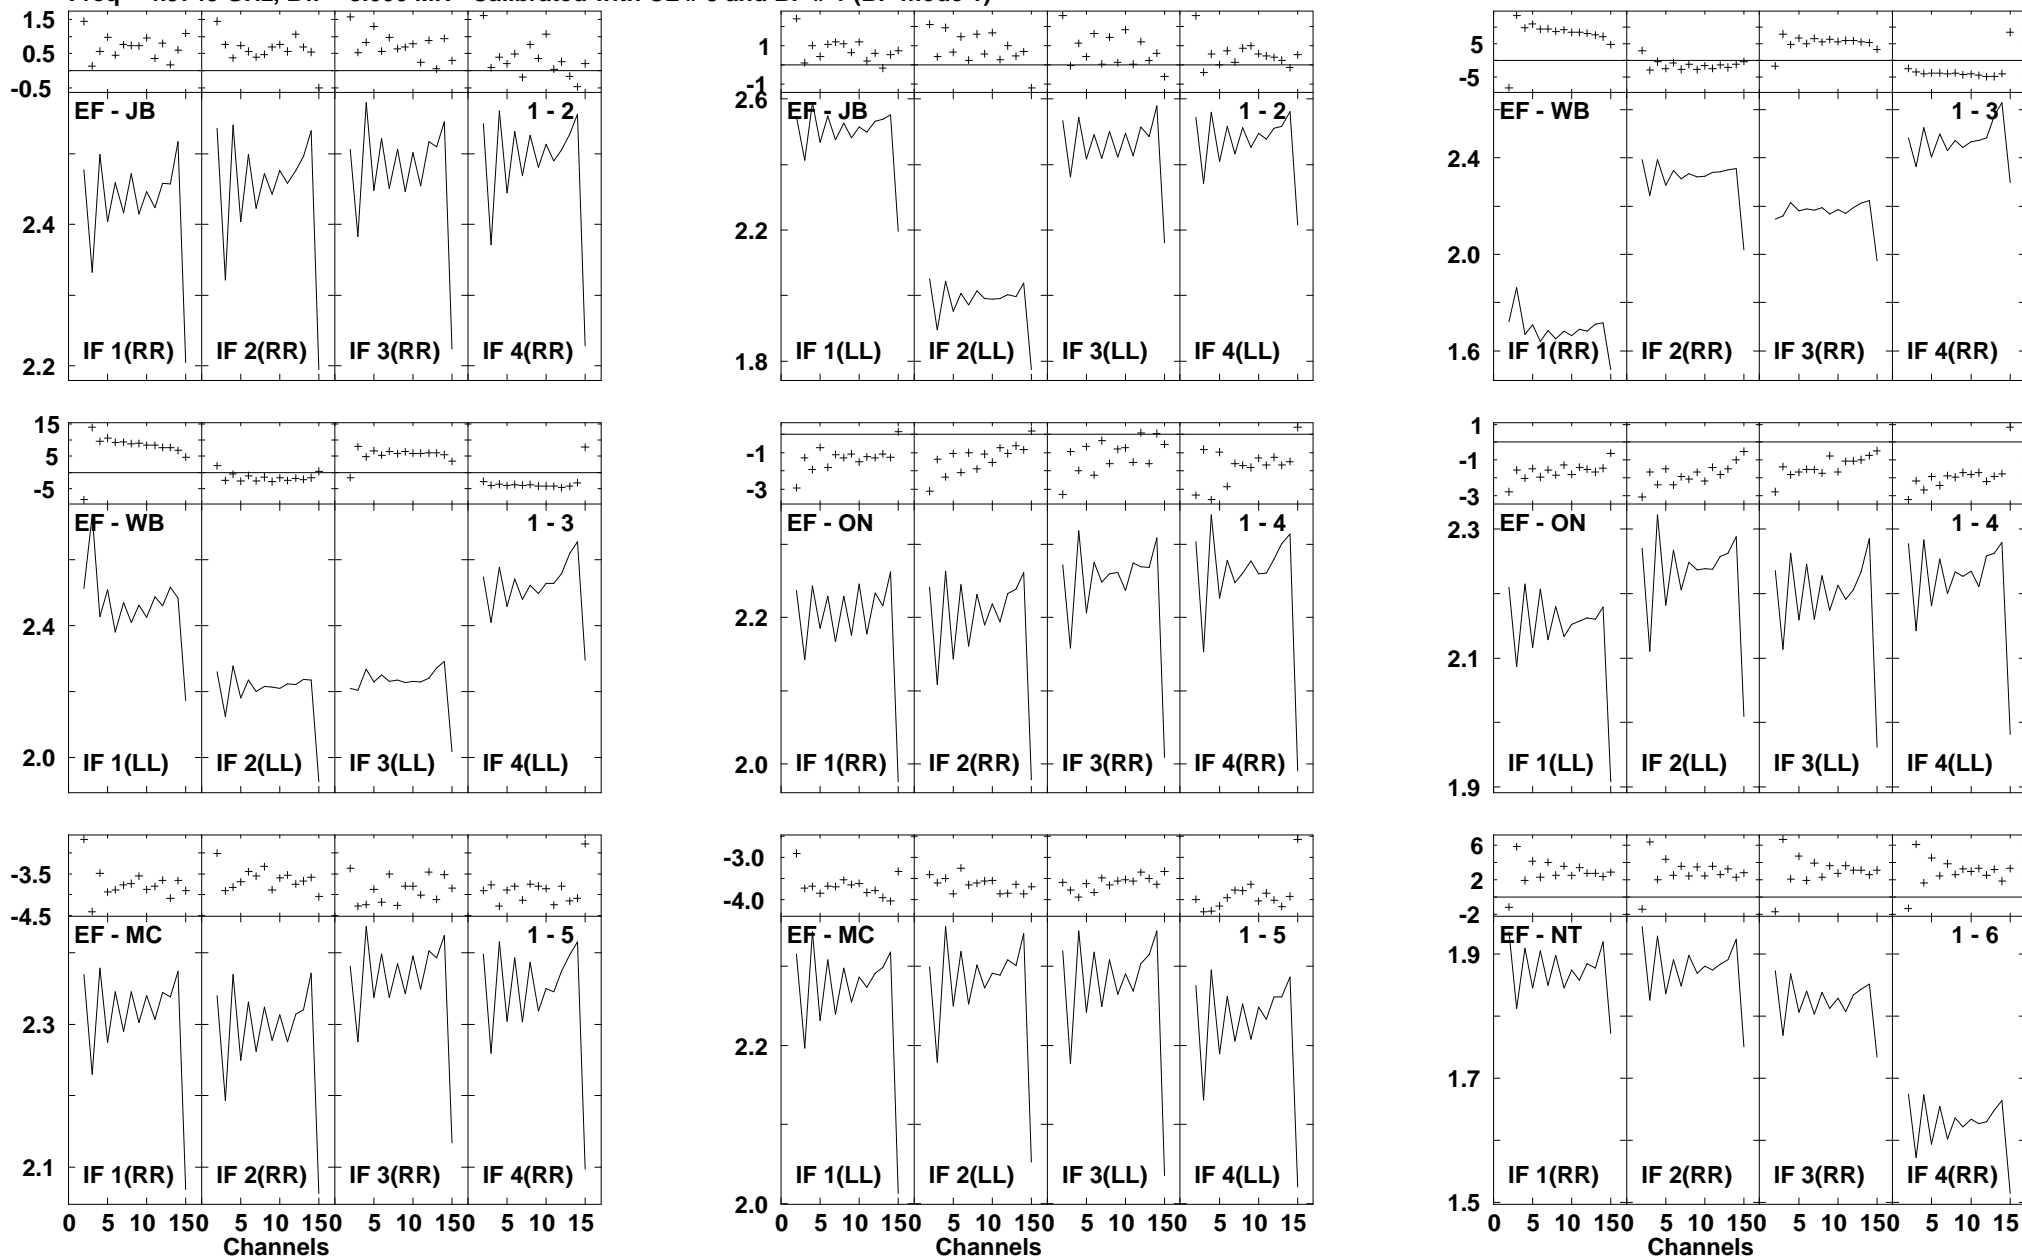 1.5
0.5
-0.5
EF - JB 1 - 2
2.4
2.2
IF 1(RR) IF 2(RR) IF 3(RR) IF 4(RR)
1
-1
2.6
EF - JB 1 - 2
2.2
1.8
IF 1(LL) IF 2(LL) IF 3(LL) IF 4(LL)
5
-5
EF - WB 1 - 3
2.4
2.0
1.6
IF 1(RR) IF 2(RR) IF 3(RR) IF 4(RR)
15
5
-5
EF - WB 1 - 3
2.4
2.0
IF 1(LL) IF 2(LL) IF 3(LL) IF 4(LL)
-1
-3
EF - ON 1 - 4
2.2
2.0
IF 1(RR) IF 2(RR) IF 3(RR) IF 4(RR)
1
-1
-3
EF - ON 1 - 4
2.3
2.1
1.9
IF 1(LL) IF 2(LL) IF 3(LL) IF 4(LL)
-3.5
-4.5
EF - MC 1 - 5
2.3
2.1
IF 1(RR) IF 2(RR) IF 3(RR) IF 4(RR)
0 5 10 150 5 10 150 5 10 150 5 10 15
Channels
-3.0
-4.0
EF - MC 1 - 5
2.2
2.0
IF 1(LL) IF 2(LL) IF 3(LL) IF 4(LL)
0 5 10 150 5 10 150 5 10 150 5 10 15
Channels
6
2
-2
EF - NT 1 - 6
1.9
1.7
1.5
IF 1(RR) IF 2(RR) IF 3(RR) IF 4(RR)
0 5 10 150 5 10 150 5 10 150 5 10 15
Channels